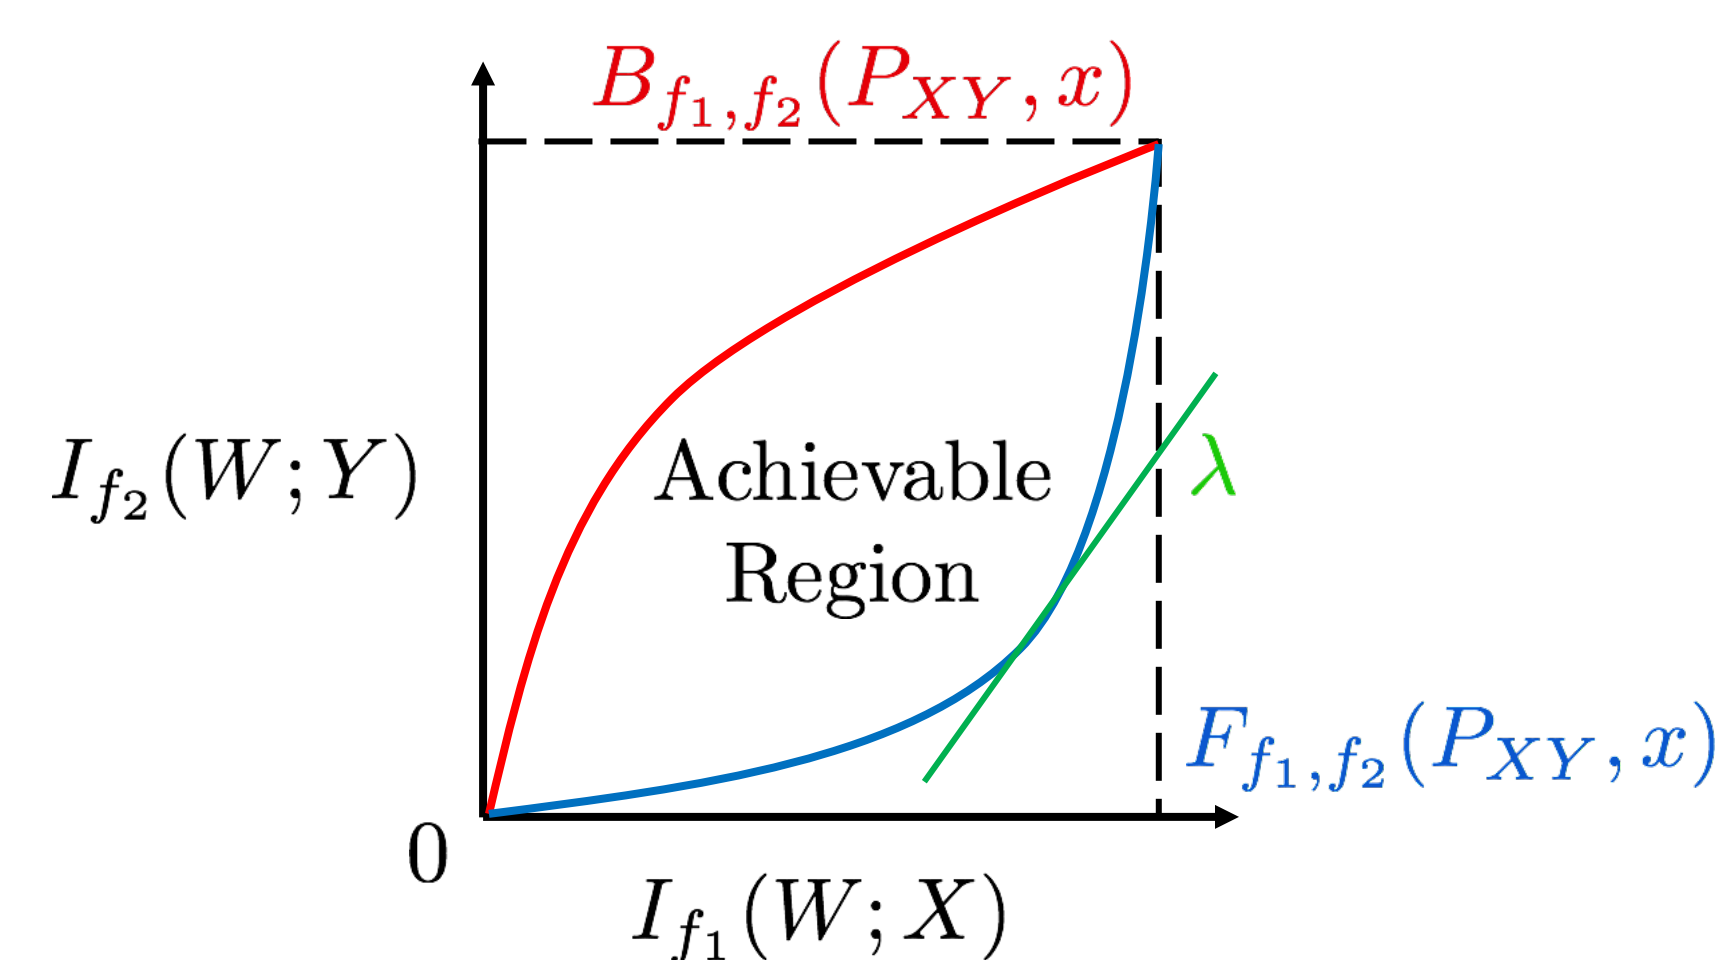 B_{f_1,f_2}(P_{XY}, x)
I_{f_2}(W;Y)
Achievable
Region
λ
F_{f_1,f_2}(P_{XY}, x)
0
I_{f_1}(W;X)